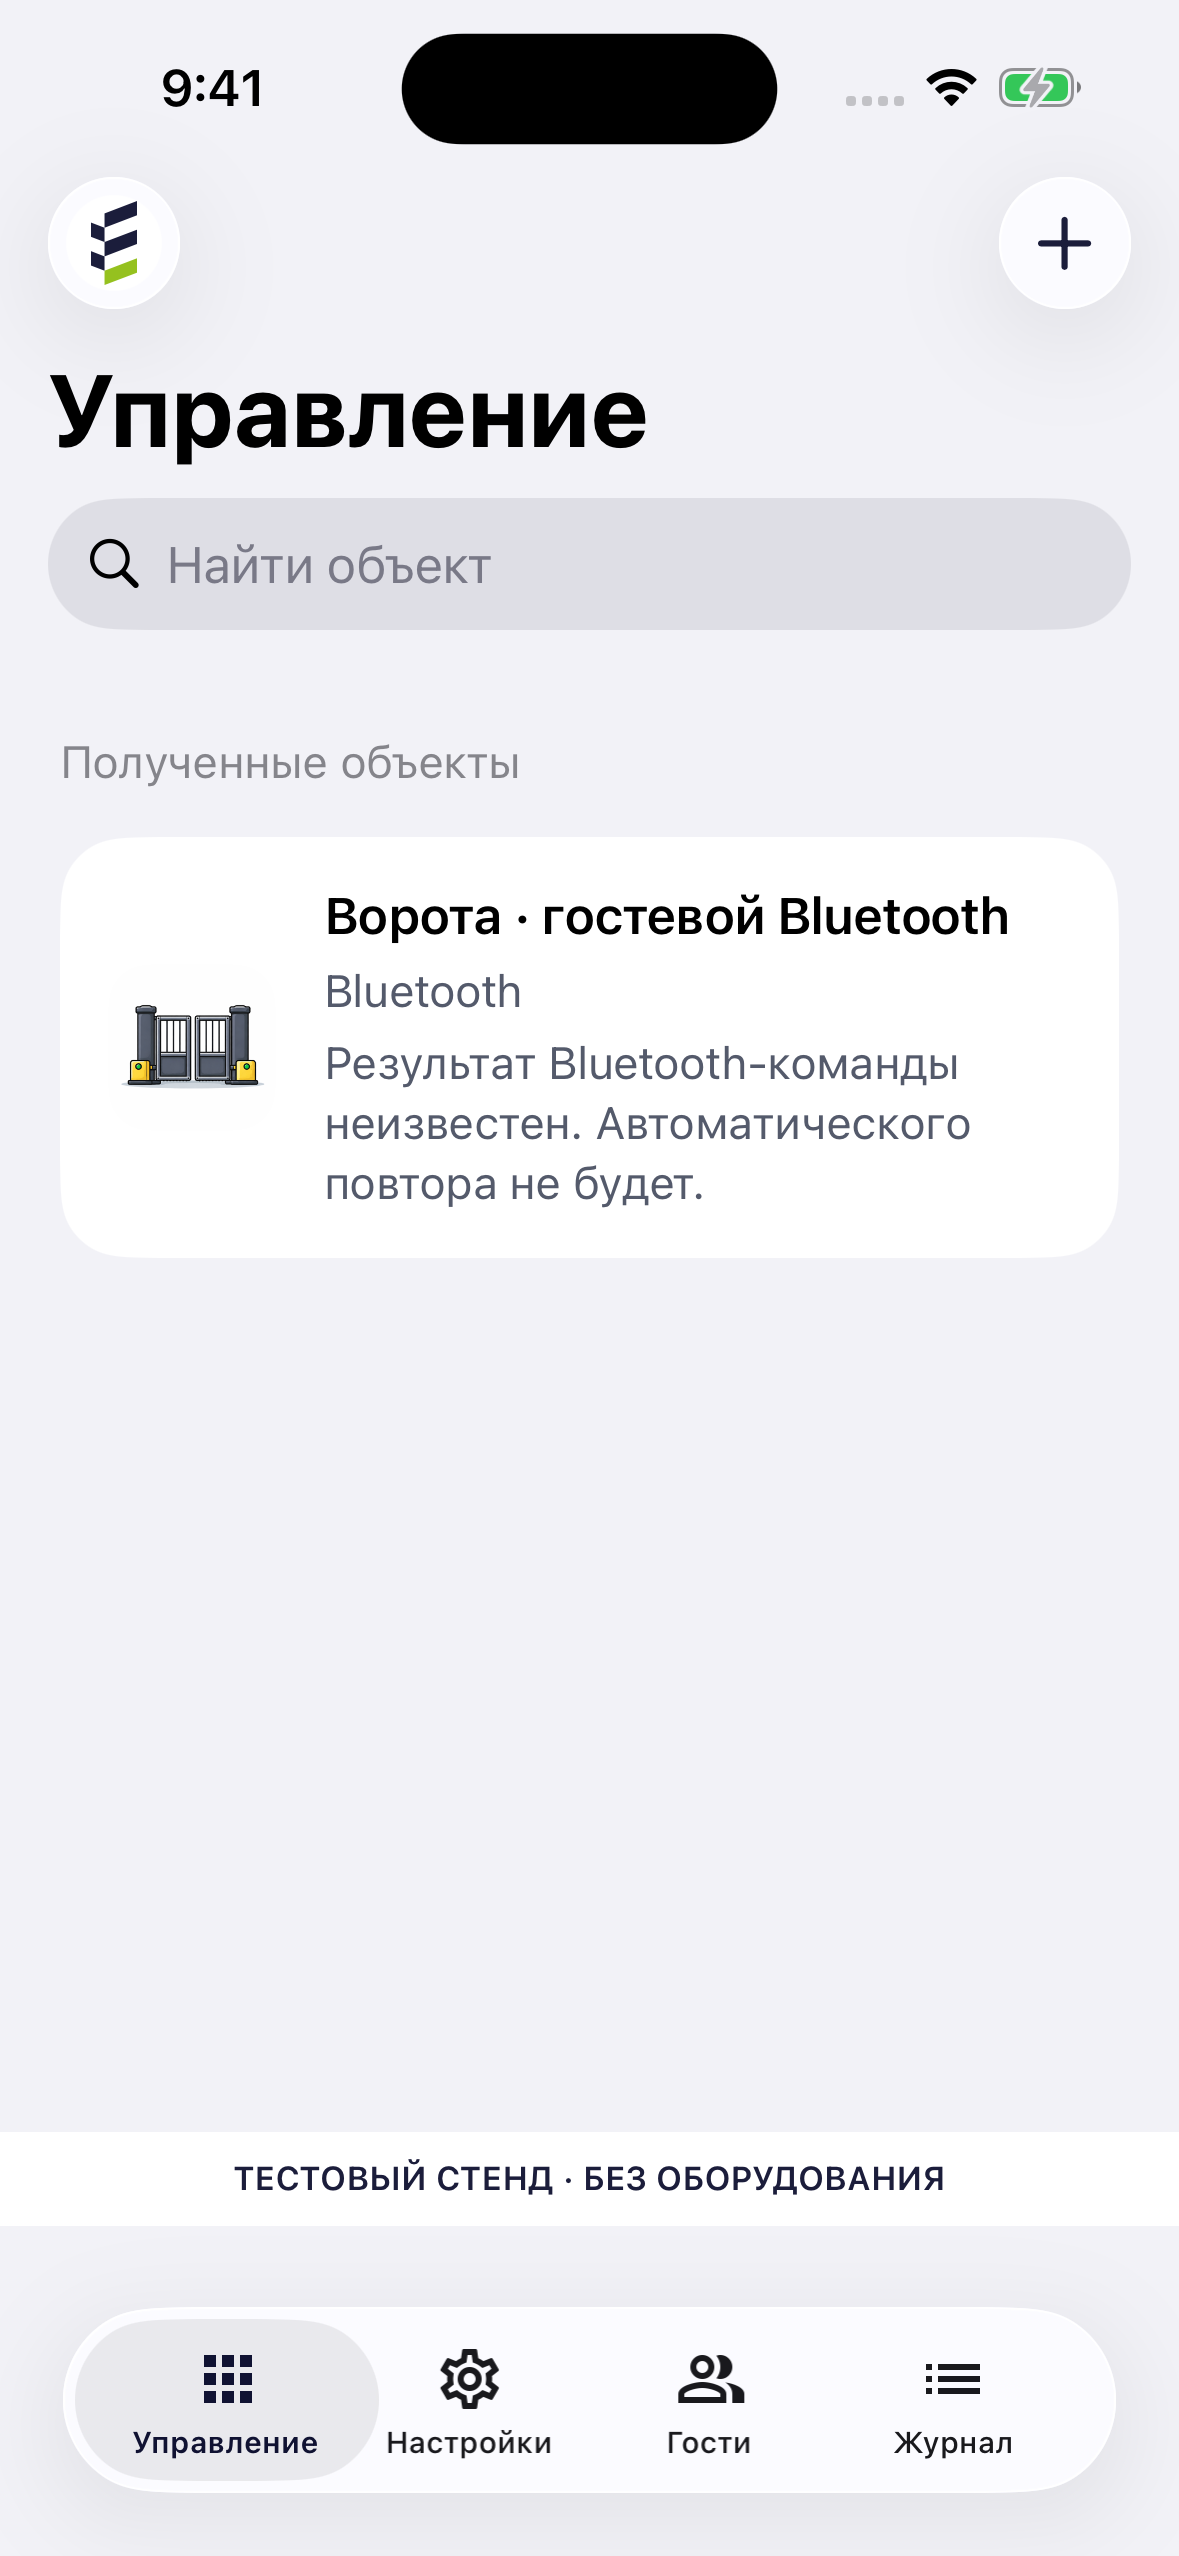 9:41
Управление
Найти объект
Полученные объекты
Ворота · гостевой Bluetooth
Bluetooth
Результат Bluetooth-команды
неизвестен. Автоматического
повтора не будет.
ТЕСТОВЫЙ СТЕНД · БЕЗ ОБОРУДОВАНИЯ
Управление
Настройки
Гости
Журнал